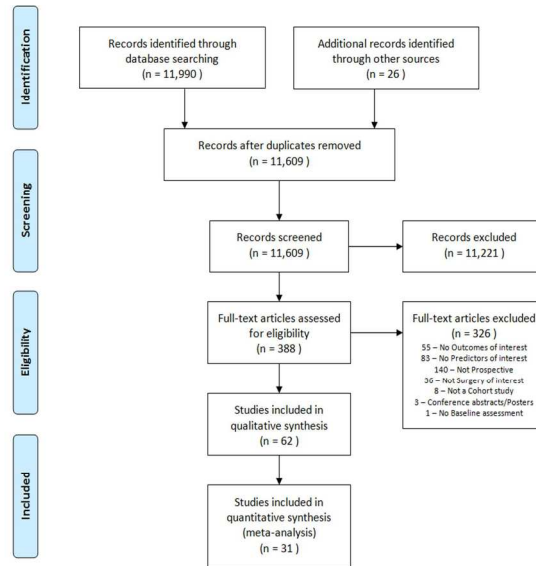 Identification
Records identified through
database searching
(n = 11,990 )
Additional records identified
through other sources
(n = 26 )
Records after duplicates removed
(n = 11,609 )
Screening
Records screened
(n = 11,609 )
Records excluded
(n = 11,221 )
Eligibility
Full-text articles assessed
for eligibility
(n = 388 )
Full-text articles excluded
(n = 326 )
55 – No Outcomes of interest
83 – No Predictors of interest
140 – Not Prospective
36 – Not Surgery of interest
8 – Not a Cohort study
3 – Conference abstracts/Posters
1 – No Baseline assessment
Studies included in
qualitative synthesis
(n = 62 )
Included
Studies included in
quantitative synthesis
(meta-analysis)
(n = 31 )